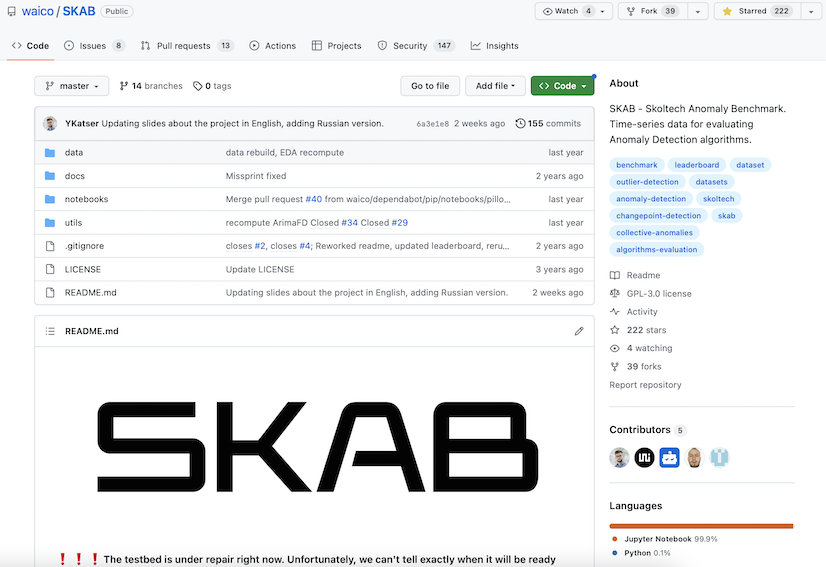 waico / SKAB Public
Watch 4 Fork 39 Starred 222
Code Issues 8 Pull requests 13 Actions Projects Security 147 Insights
master 14 branches 0 tags Go to file Add file Code
YKatser Updating slides about the project in English, adding Russian version. 6a3e1e8 2 weeks ago 155 commits
data data rebuild, EDA recompute last year
docs Missprint fixed 2 years ago
notebooks Merge pull request #40 from waico/dependabot/pip/notebooks/pillo... last year
utils recompute ArimaFD Closed #34 Closed #29 last year
.gitignore closes #2, closes #4; Reworked readme, updated leaderboard, reru... 2 years ago
LICENSE Update LICENSE 3 years ago
README.md Updating slides about the project in English, adding Russian version. 2 weeks ago
README.md
SKAB
❗❗❗ The testbed is under repair right now. Unfortunately, we can't tell exactly when it will be ready
About
SKAB - Skoltech Anomaly Benchmark.
Time-series data for evaluating
Anomaly Detection algorithms.
benchmark leaderboard dataset
outlier-detection datasets
anomaly-detection skoltech
changepoint-detection skab
collective-anomalies
algorithms-evaluation
Readme
GPL-3.0 license
Activity
222 stars
4 watching
39 forks
Report repository
Contributors 5
Languages
Jupyter Notebook 99.9%
Python 0.1%